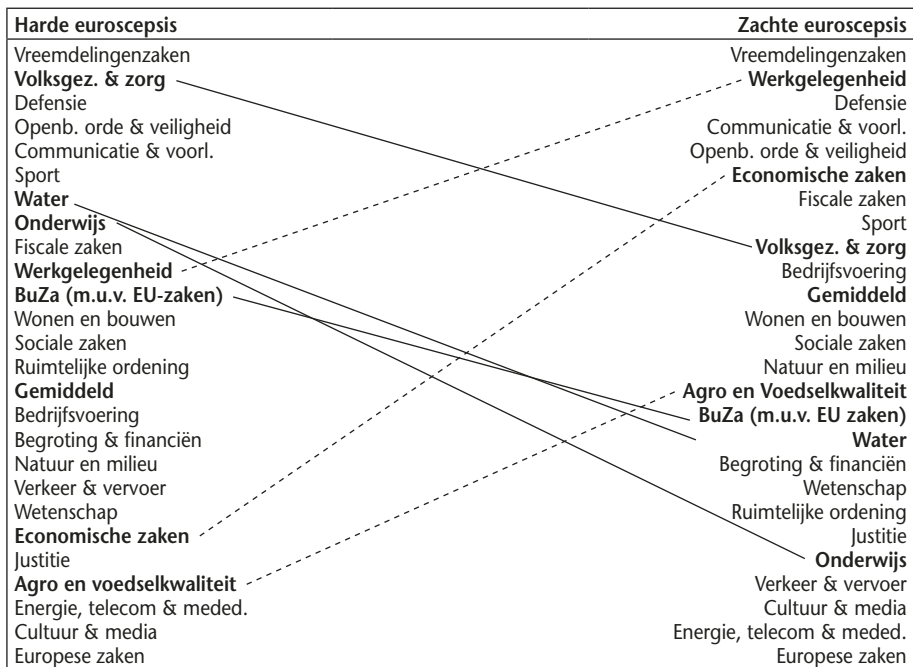 Harde euroscepsis Zachte euroscepsis
Vreemdelingenzaken Vreemdelingenzaken
Volksgez. & zorg Werkgelegenheid
Defensie Defensie
Openb. orde & veiligheid Communicatie & voorl.
Communicatie & voorl. Openb. orde & veiligheid
Sport Economische zaken
Water Fiscale zaken
Onderwijs Sport
Fiscale zaken Volksgez. & zorg
Werkgelegenheid Bedrijfsvoering
BuZa (m.u.v. EU-zaken) Gemiddeld
Wonen en bouwen Wonen en bouwen
Sociale zaken Sociale zaken
Ruimtelijke ordening Natuur en milieu
Gemiddeld Agro en Voedselkwaliteit
Bedrijfsvoering BuZa (m.u.v. EU zaken)
Begroting & financiën Water
Natuur en milieu Begroting & financiën
Verkeer & vervoer Wetenschap
Wetenschap Ruimtelijke ordening
Economische zaken Justitie
Justitie Onderwijs
Agro en voedselkwaliteit Verkeer & vervoer
Energie, telecom & meded. Cultuur & media
Cultuur & media Energie, telecom & meded.
Europese zaken Europese zaken